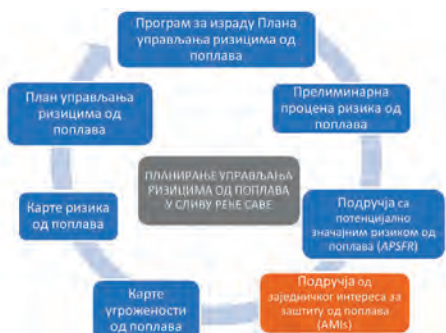 Програм за израду Плана
управљања ризицима од
поплава
Прелиминарна
процена ризика од
поплава
Подручја са
потенцијално
значајним ризиком од
поплава (APSFR)
Подручја од
заједничког интереса за
заштиту од поплава
(AMIs)
Карте
угрожености
од поплава
Карте ризика
од поплава
План управљања
ризицима од
поплава
ПЛАНИРАЊЕ УПРАВЉАЊА
РИЗИЦИМА ОД ПОПЛАВА
У СЛИВУ РЕКЕ САВЕ